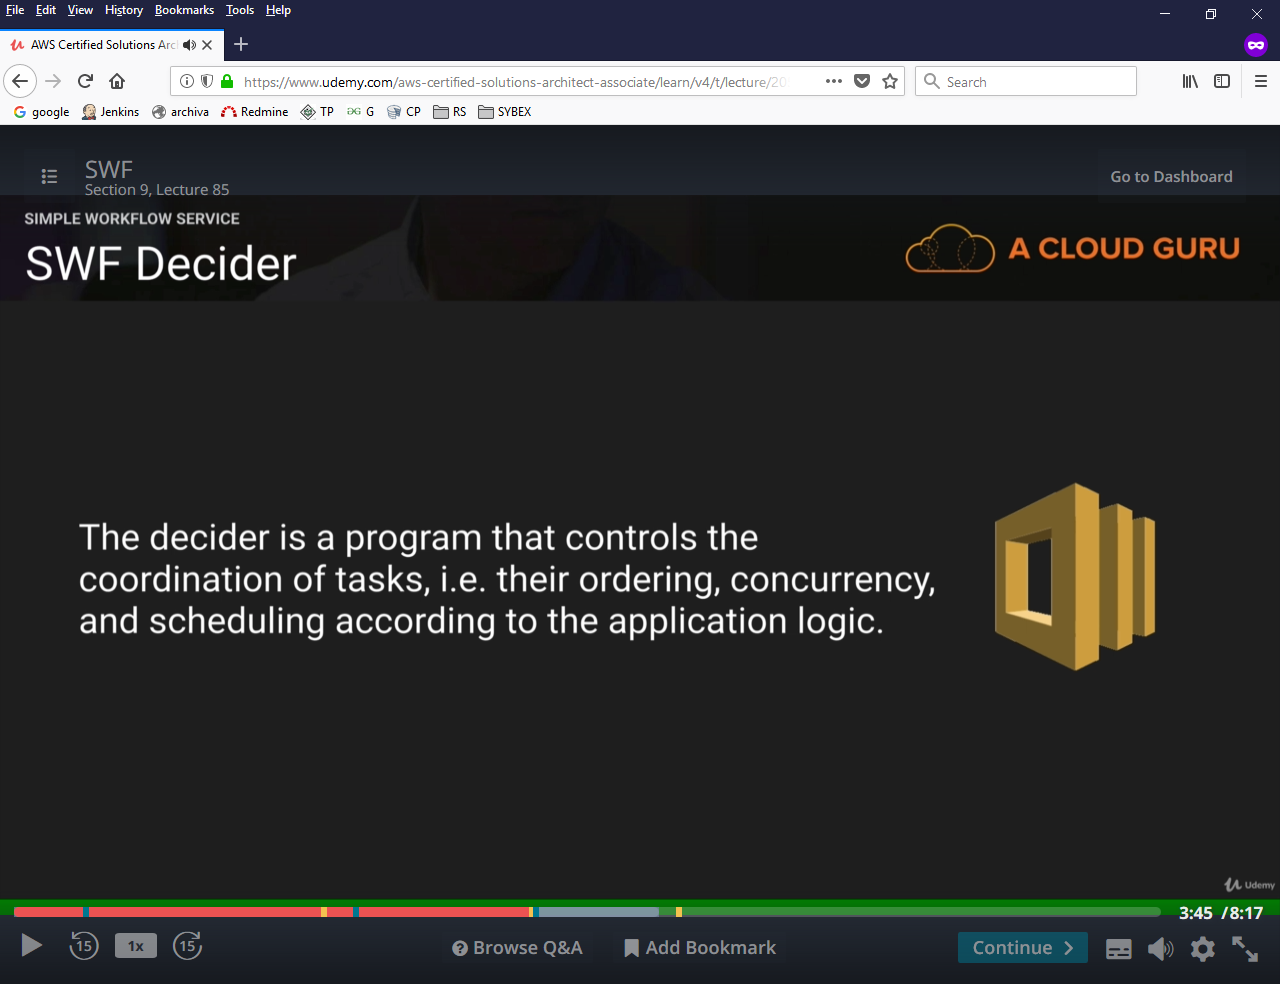 File Edit View History Bookmarks Tools Help
AWS Certified Solutions Arc
https://www.udemy.com/aws-certified-solutions-architect-associate/learn/v4/t/lecture/20
Search
google Jenkins archiva Redmine TP G CP RS SYBEX
SWF
Section 9, Lecture 85
Go to Dashboard
SIMPLE WORKFLOW SERVICE
SWF Decider
A CLOUD GURU
The decider is a program that controls the
coordination of tasks, i.e. their ordering, concurrency,
and scheduling according to the application logic.
Udemy
3:45 / 8:17
15 1x 15 Browse Q&A Add Bookmark Continue